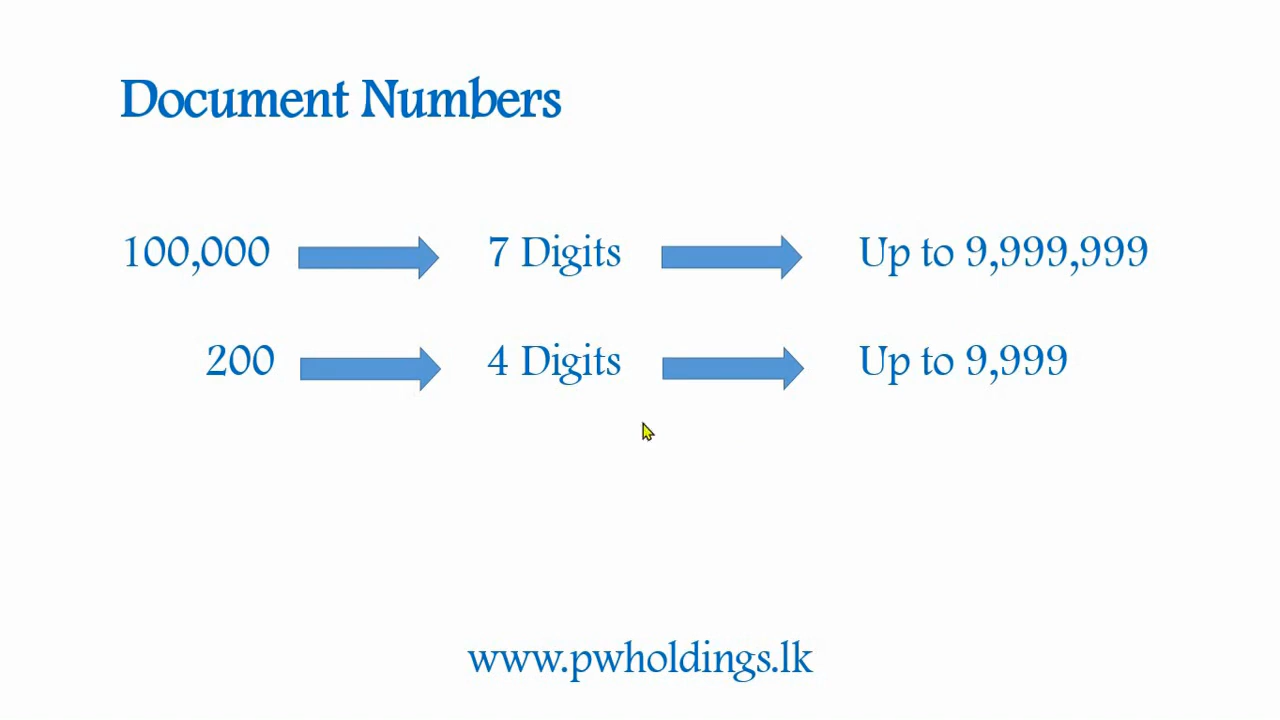 Document Numbers
100,000 7 Digits Up to 9,999,999
200 4 Digits Up to 9,999
www.pwholdings.lk